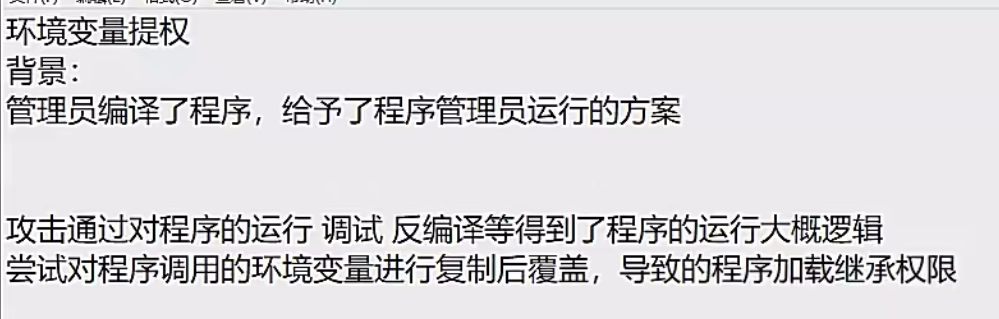 环境变量提权
背景：
管理员编译了程序，给予了程序管理员运行的方案
攻击通过对程序的运行 调试 反编译等得到了程序的运行大概逻辑
尝试对程序调用的环境变量进行复制后覆盖，导致的程序加载继承权限